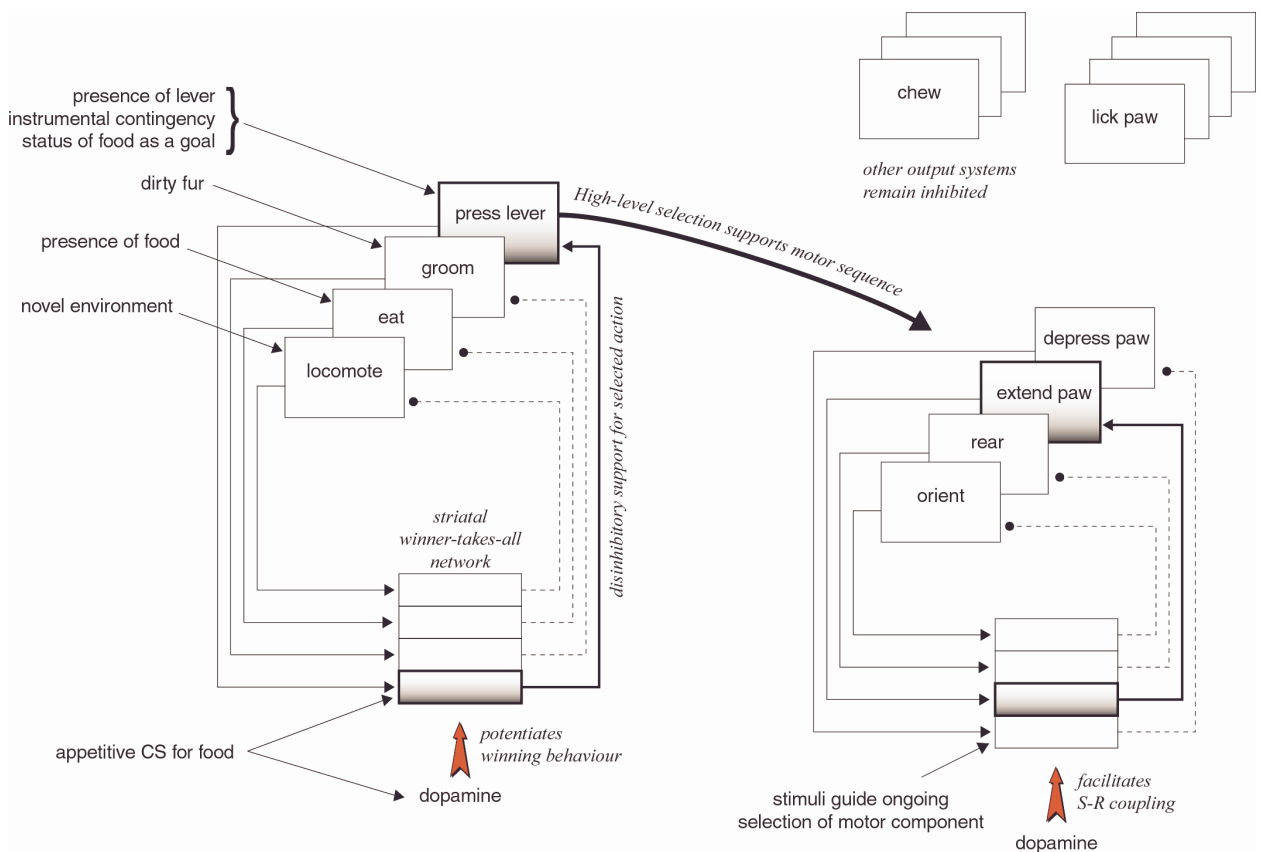 presence of lever
instrumental contingency
status of food as a goal
dirty fur
presence of food
novel environment
press lever
groom
eat
locomote
striatal
winner-takes-all
network
disinhibitory support for selected action
appetitive CS for food
potentiates
winning behaviour
dopamine
High-level selection supports motor sequence
chew
lick paw
other output systems
remain inhibited
depress paw
extend paw
rear
orient
stimuli guide ongoing
selection of motor component
facilitates
S-R coupling
dopamine